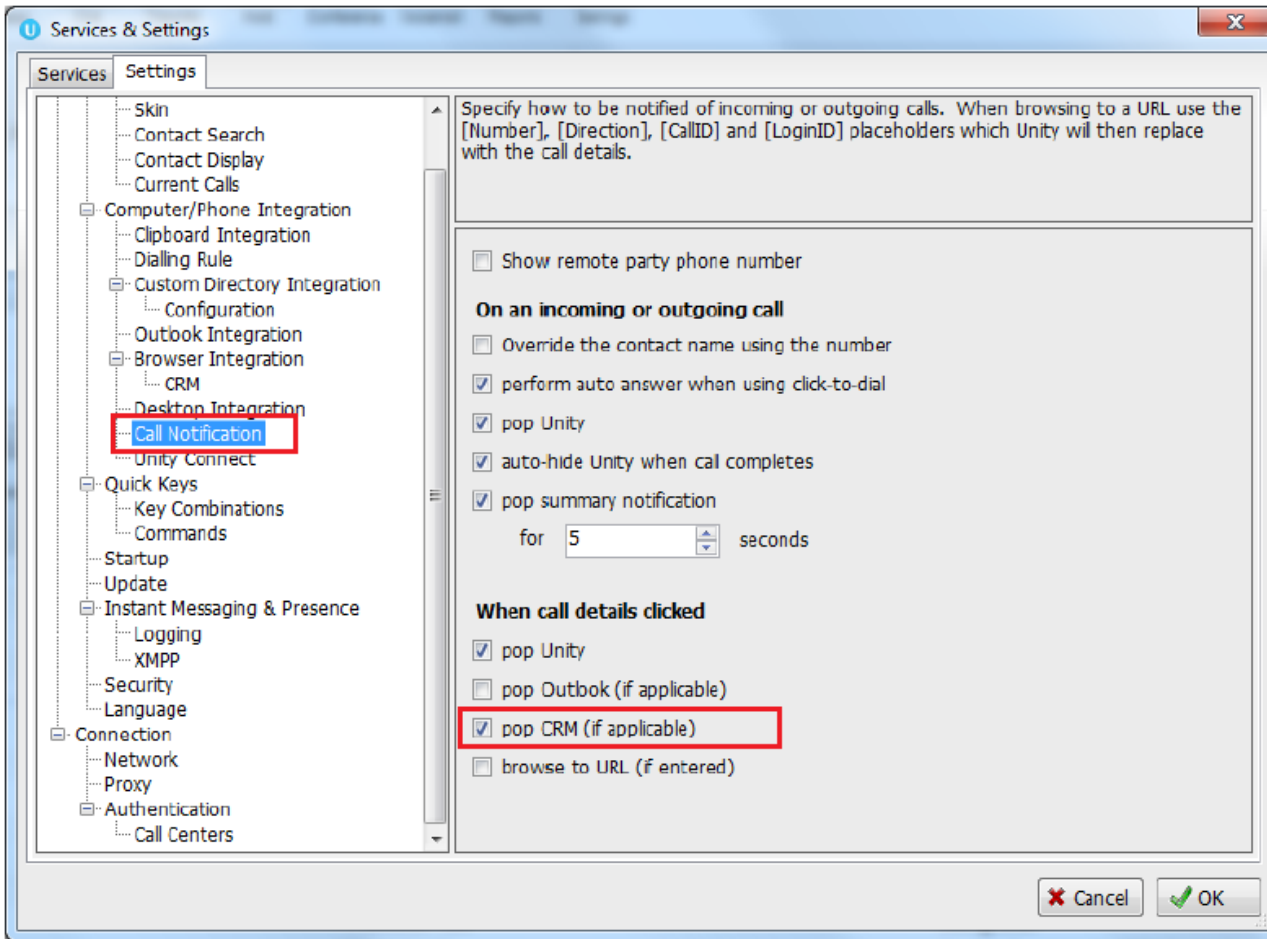 Services & Settings
Services
Settings
Skin
Contact Search
Contact Display
Current Calls
Computer/Phone Integration
Clipboard Integration
Dialling Rule
Custom Directory Integration
Configuration
Outlook Integration
Browser Integration
CRM
Desktop Integration
Call Notification
Unity Connect
Quick Keys
Key Combinations
Commands
Startup
Update
Instant Messaging & Presence
Logging
XMPP
Security
Language
Connection
Network
Proxy
Authentication
Call Centers
Specify how to be notified of incoming or outgoing calls. When browsing to a URL use the
[Number], [Direction], [CallID] and [LoginID] placeholders which Unity will then replace
with the call details.
Show remote party phone number
On an incoming or outgoing call
Override the contact name using the number
perform auto answer when using click-to-dial
pop Unity
auto-hide Unity when call completes
pop summary notification
for 5 seconds
When call details clicked
pop Unity
pop Outlook (if applicable)
pop CRM (if applicable)
browse to URL (if entered)
Cancel
OK